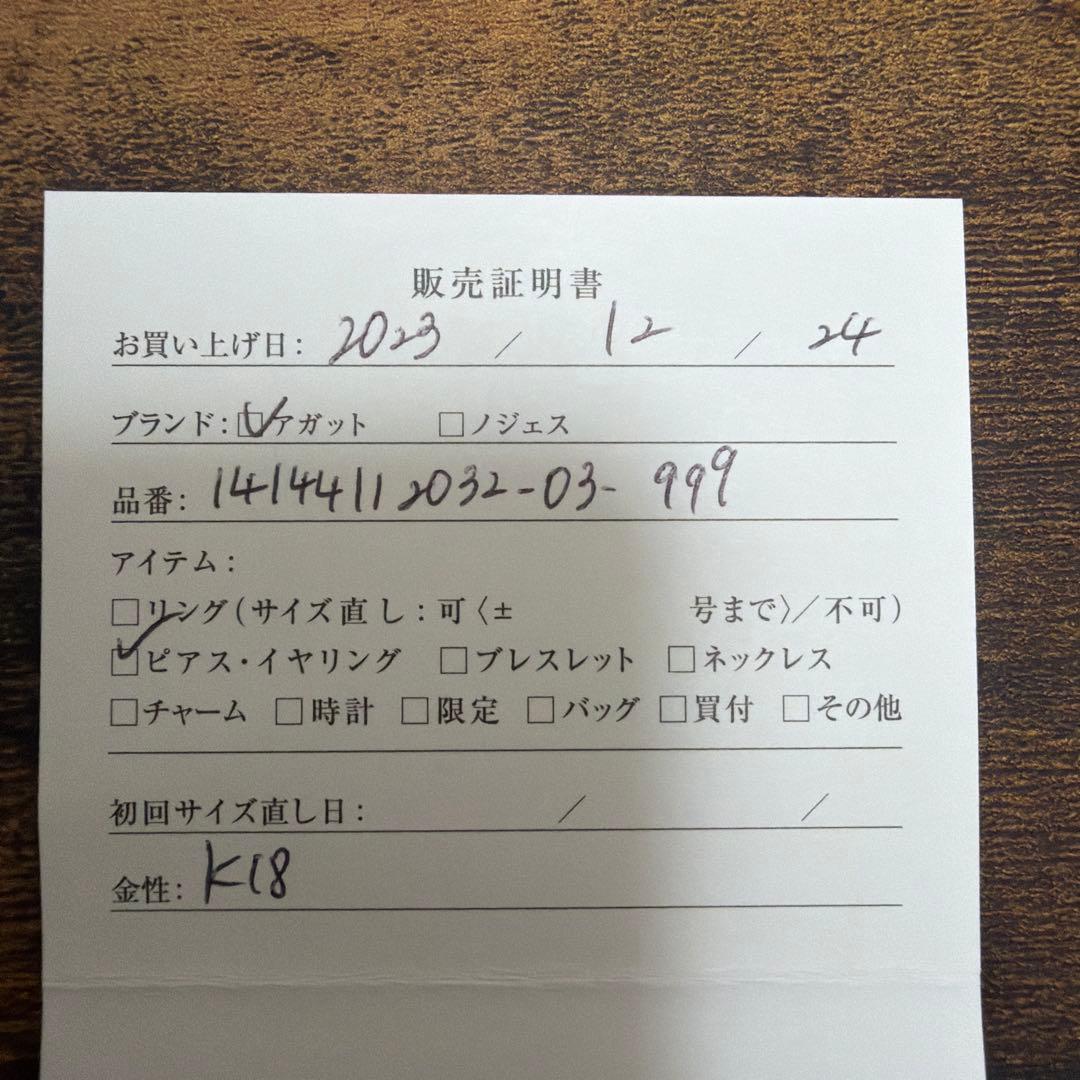 販売証明書
お買い上げ日: 2023 / 12 / 24
ブランド: ☑アガット □ノジェス
品番: 14144112032-03-999
アイテム:
□リング(サイズ直し: 可〈± 号まで〉/不可)
☑ピアス・イヤリング □ブレスレット □ネックレス
□チャーム □時計 □限定 □バッグ □買付 □その他
初回サイズ直し日: / /
金性: K18